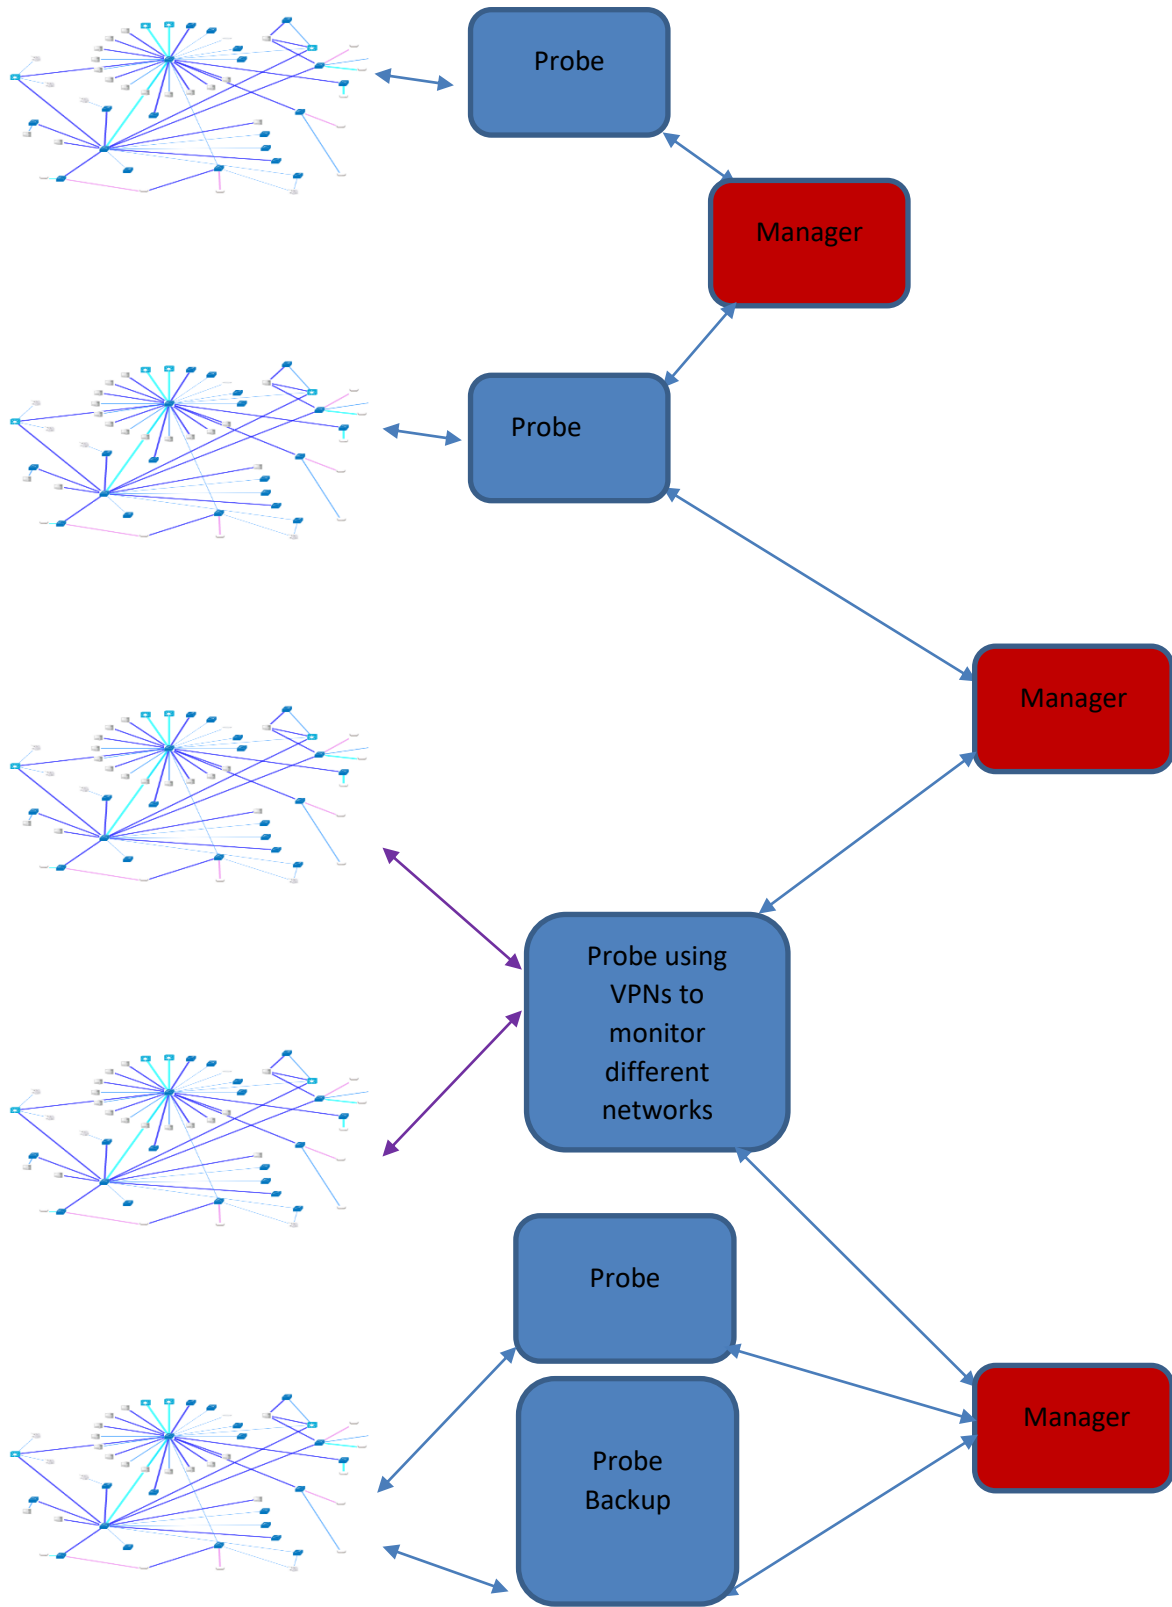 Probe
Manager
Probe
Manager
Probe using
VPNs to
monitor
different
networks
Probe
Manager
Probe
Backup